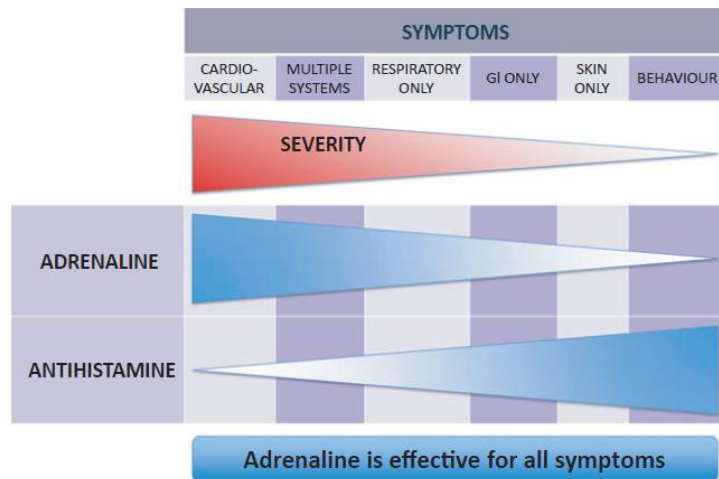 SYMPTOMS
CARDIO-
VASCULAR
MULTIPLE
SYSTEMS
RESPIRATORY
ONLY
GI ONLY
SKIN
ONLY
BEHAVIOUR
SEVERITY
ADRENALINE
ANTIHISTAMINE
Adrenaline is effective for all symptoms